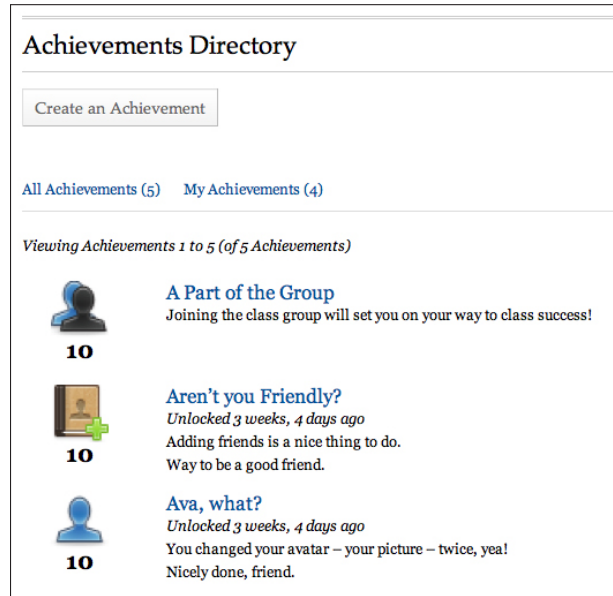 Achievements Directory
Create an Achievement
All Achievements (5) My Achievements (4)
Viewing Achievements 1 to 5 (of 5 Achievements)
A Part of the Group
Joining the class group will set you on your way to class success!
10
Aren't you Friendly?
Unlocked 3 weeks, 4 days ago
Adding friends is a nice thing to do.
10
Way to be a good friend.
Ava, what?
Unlocked 3 weeks, 4 days ago
You changed your avatar – your picture – twice, yea!
10
Nicely done, friend.